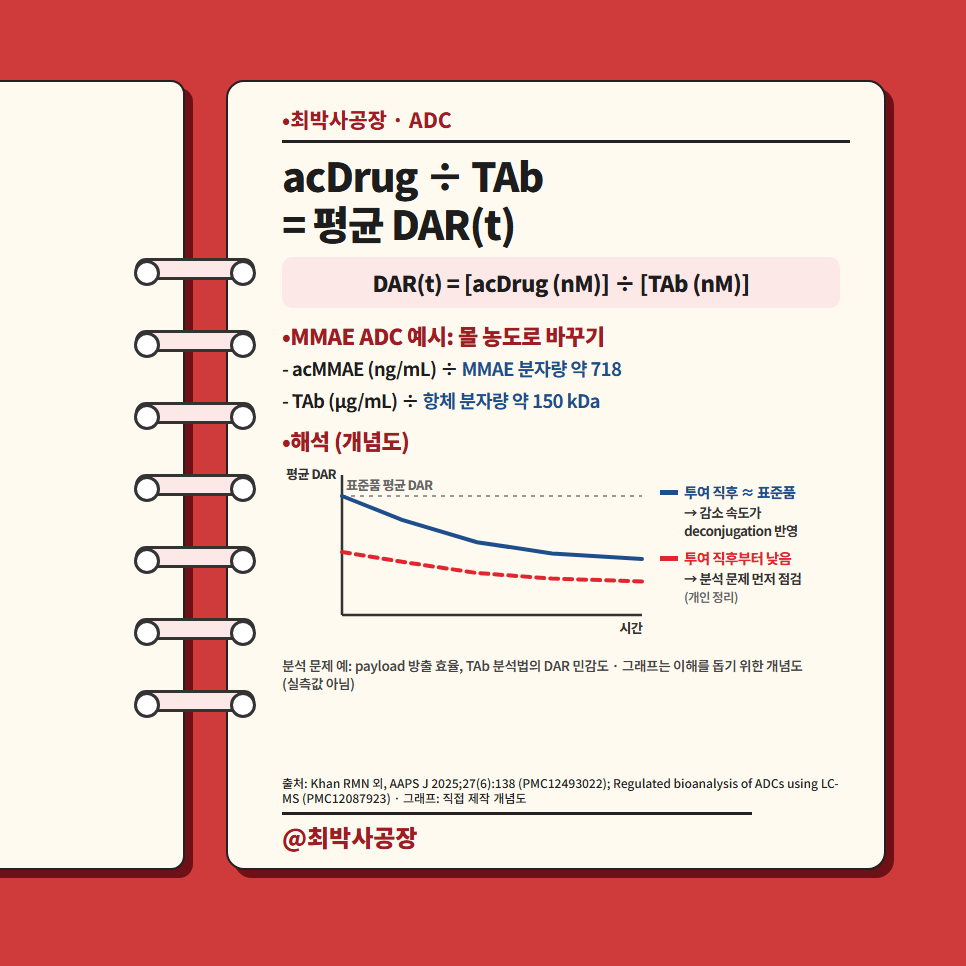 •최박사공장 · ADC
acDrug ÷ TAb
= 평균 DAR(t)
DAR(t) = [acDrug (nM)] ÷ [TAb (nM)]
•MMAE ADC 예시: 몰 농도로 바꾸기
- acMMAE (ng/mL) ÷ MMAE 분자량 약 718
- TAb (μg/mL) ÷ 항체 분자량 약 150 kDa
•해석 (개념도)
평균 DAR
표준품 평균 DAR
시간
투여 직후 ≈ 표준품
→ 감소 속도가
deconjugation 반영
투여 직후부터 낮음
→ 분석 문제 먼저 점검
(개인 정리)
분석 문제 예: payload 방출 효율, TAb 분석법의 DAR 민감도 · 그래프는 이해를 돕기 위한 개념도
(실측값 아님)
출처: Khan RMN 외, AAPS J 2025;27(6):138 (PMC12493022); Regulated bioanalysis of ADCs using LC-
MS (PMC12087923) · 그래프: 직접 제작 개념도
@최박사공장